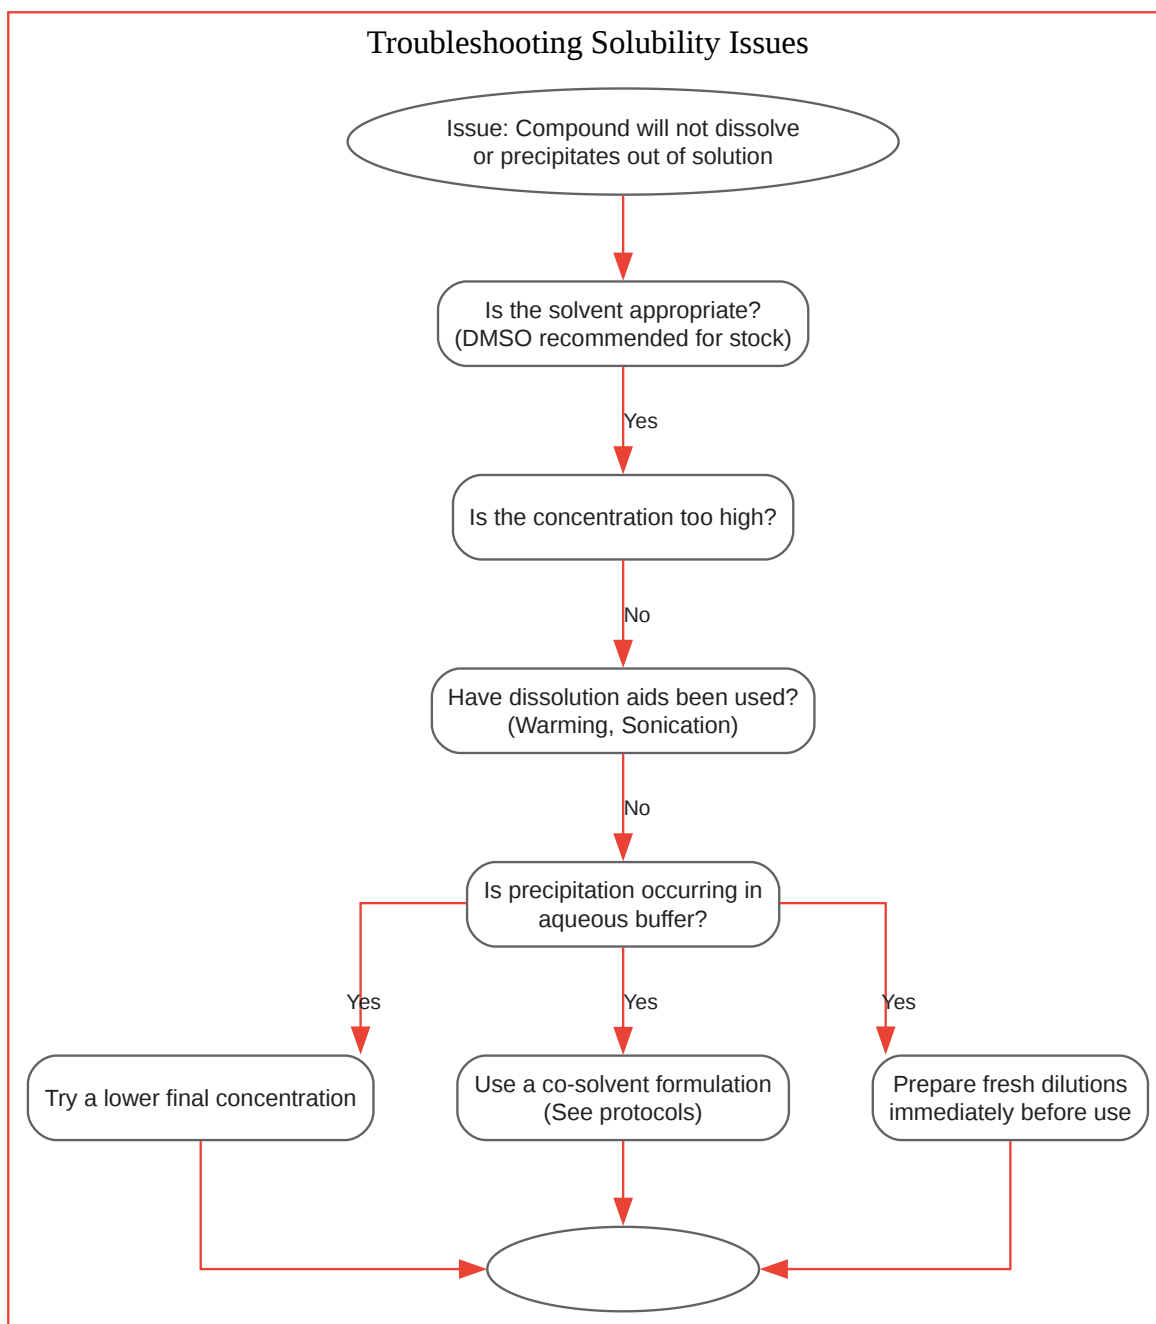 Troubleshooting Solubility Issues
Issue: Compound will not dissolve
or precipitates out of solution
Is the solvent appropriate?
(DMSO recommended for stock)
Yes
Is the concentration too high?
No
Have dissolution aids been used?
(Warming, Sonication)
No
Is precipitation occurring in
aqueous buffer?
Yes
Yes
Yes
Try a lower final concentration
Use a co-solvent formulation
(See protocols)
Prepare fresh dilutions
immediately before use